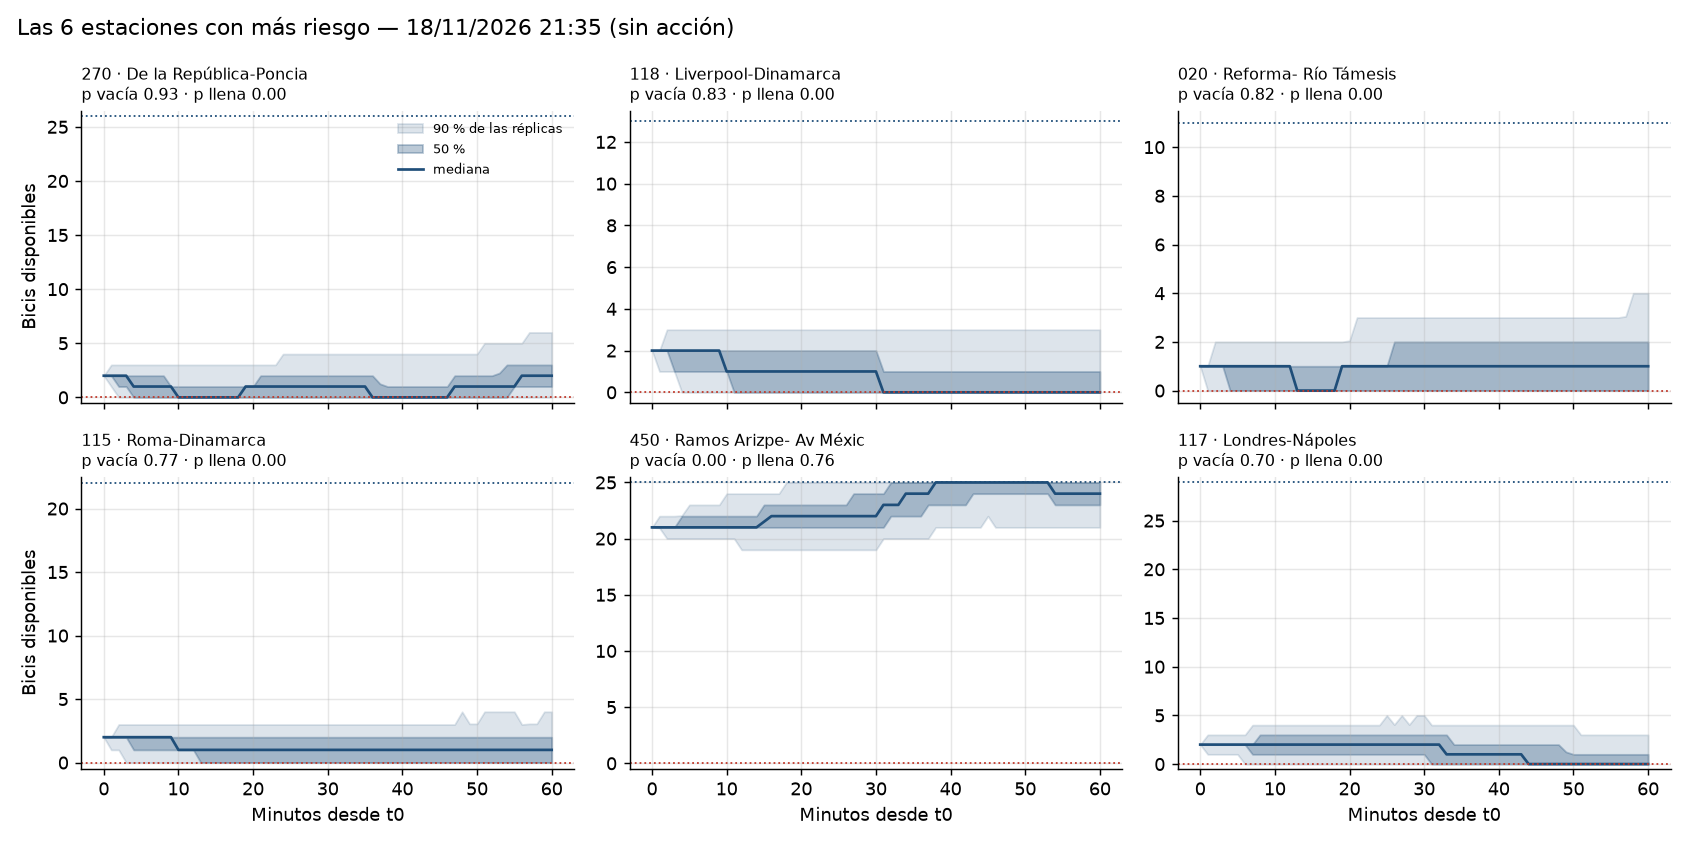 Las 6 estaciones con más riesgo — 18/11/2026 21:35 (sin acción)
270 · De la República-Poncia
p vacía 0.93 · p llena 0.00
118 · Liverpool-Dinamarca
p vacía 0.83 · p llena 0.00
020 · Reforma- Río Támesis
p vacía 0.82 · p llena 0.00
Bicis disponibles
25
20
15
10
5
0
90 % de las réplicas
50 %
mediana
12
10
8
6
4
2
0
10
8
6
4
2
0
115 · Roma-Dinamarca
p vacía 0.77 · p llena 0.00
450 · Ramos Arizpe- Av Méxic
p vacía 0.00 · p llena 0.76
117 · Londres-Nápoles
p vacía 0.70 · p llena 0.00
Bicis disponibles
20
15
10
5
0
25
20
15
10
5
0
25
20
15
10
5
0
0 10 20 30 40 50 60
0 10 20 30 40 50 60
0 10 20 30 40 50 60
Minutos desde t0
Minutos desde t0
Minutos desde t0